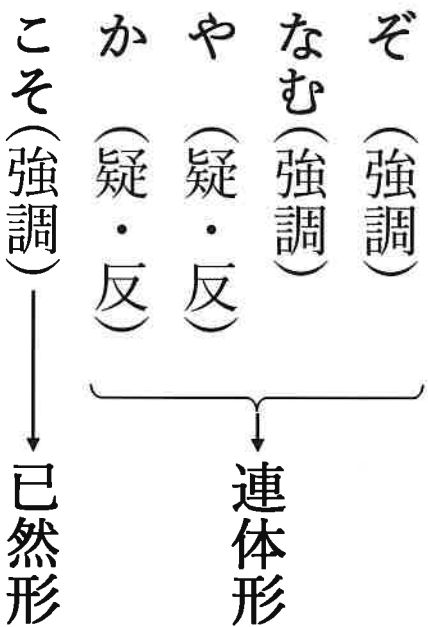 ぞ(強調)
なむ(強調)
や(疑・反)
か(疑・反)
連体形
こそ(強調)
已然形